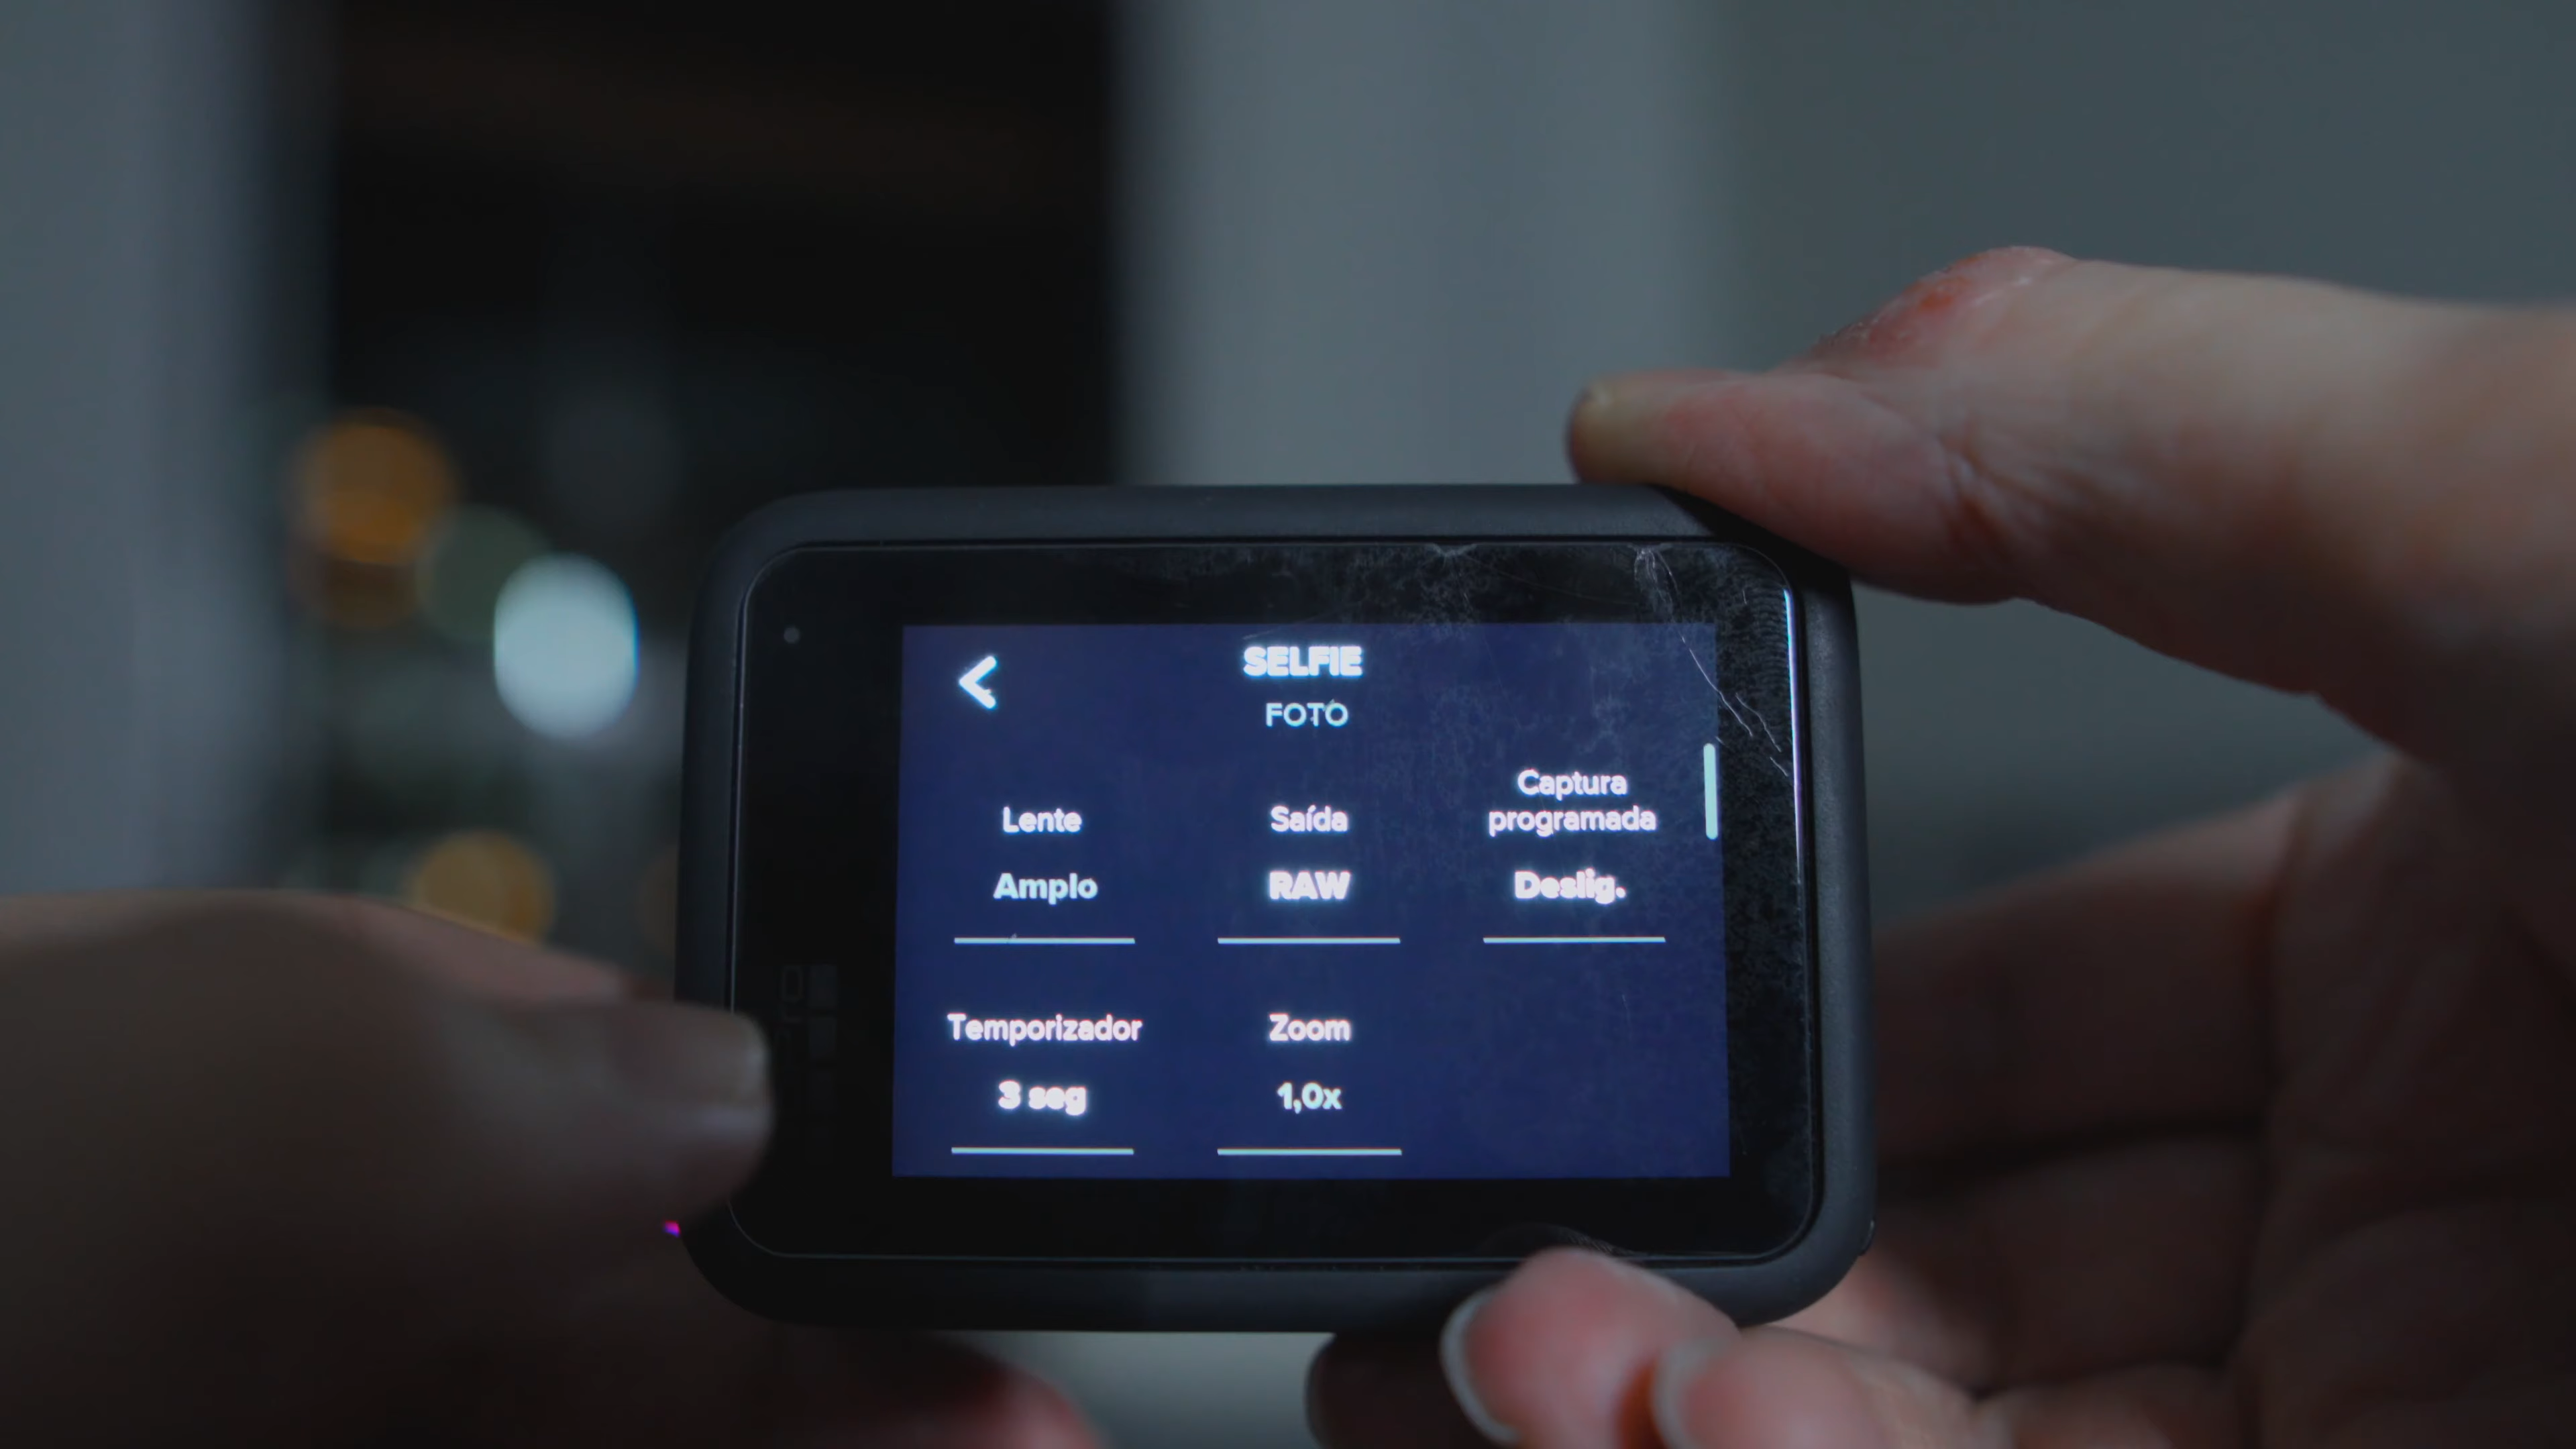 SELFIE
FOTO
Lente
Amplo
Saída
RAW
Captura
programada
Deslig.
Temporizador
3 seg
Zoom
1,0x